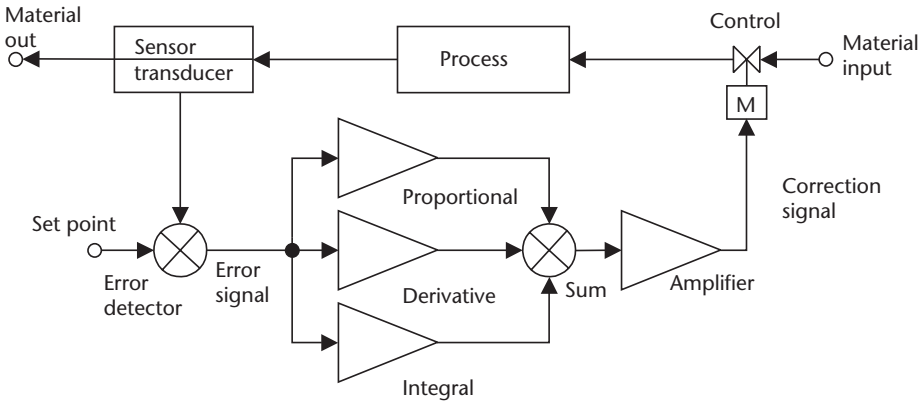 Material
out
Sensor
transducer
Process
Control
Material
input
M
Proportional
Correction
signal
Set point
Error
detector
Error
signal
Derivative
Sum
Amplifier
Integral